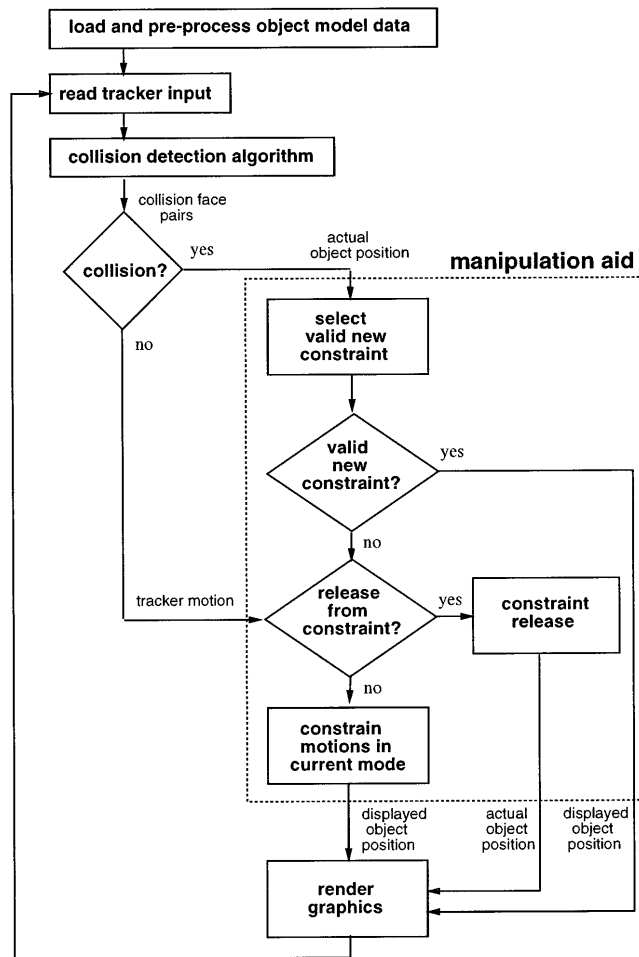 load and pre-process object model data
read tracker input
collision detection algorithm
collision face
pairs
collision?
yes
no
actual
object position
manipulation aid
select
valid new
constraint
valid
new
constraint?
yes
no
tracker motion
release
from
constraint?
yes
no
constraint
release
constrain
motions in
current mode
displayed
object
position
actual
object
position
displayed
object
position
render
graphics